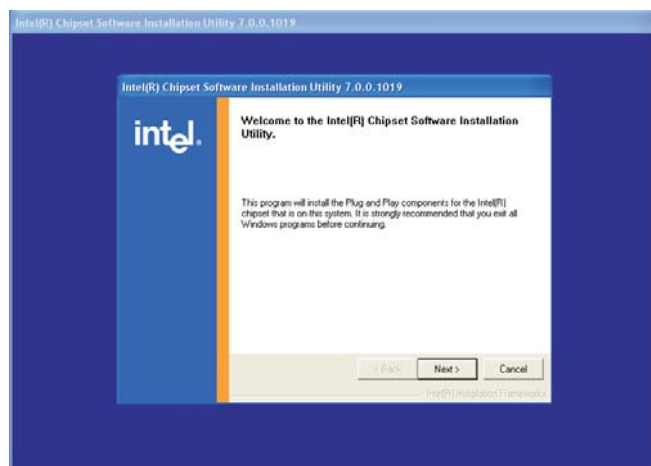 Intel(R) Chipset Software Installation Utility 7.0.0.1019
Intel(R) Chipset Software Installation Utility 7.0.0.1019
intel.
Welcome to the Intel(R) Chipset Software Installation
Utility.
This program will install the Plug and Play components for the Intel(R)
chipset that is on this system. It is strongly recommended that you exit all
Windows programs before continuing.
< Back
Next >
Cancel
Intel(R) Installation Frameworks